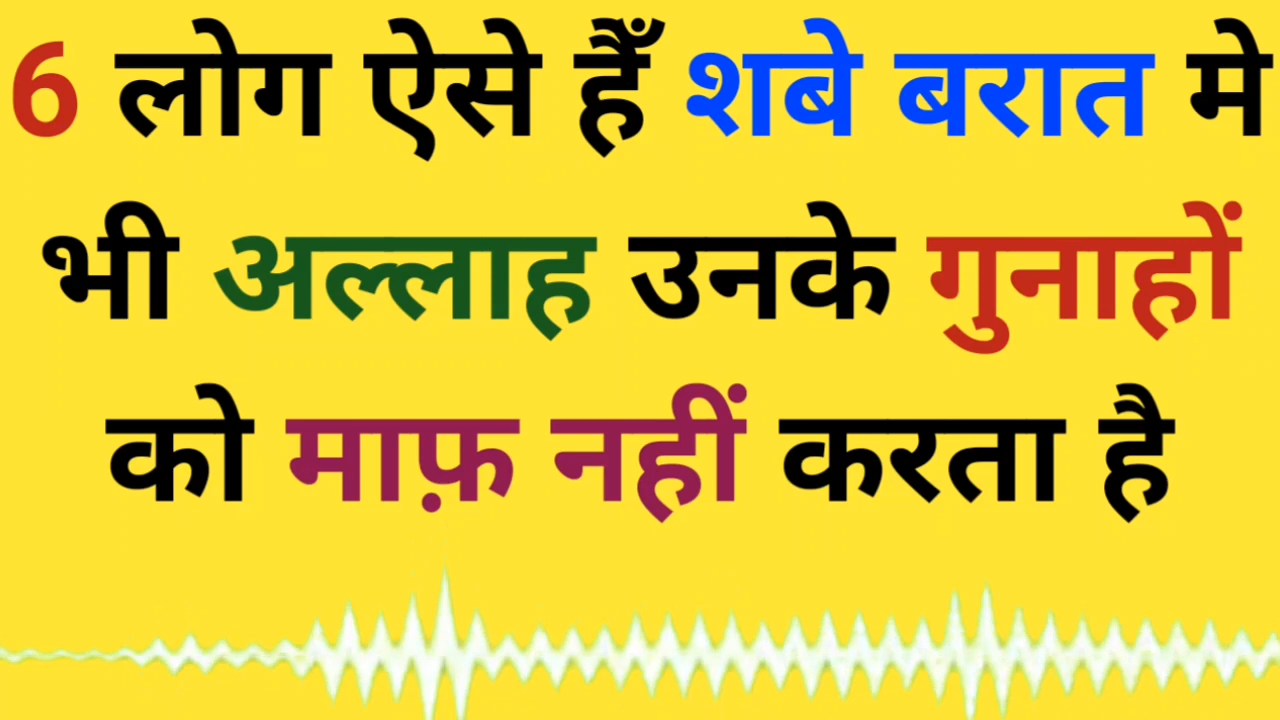 6 लोग ऐसे हैँ शबे बरात मे
भी अल्लाह उनके गुनाहों
को माफ़ नहीं करता है